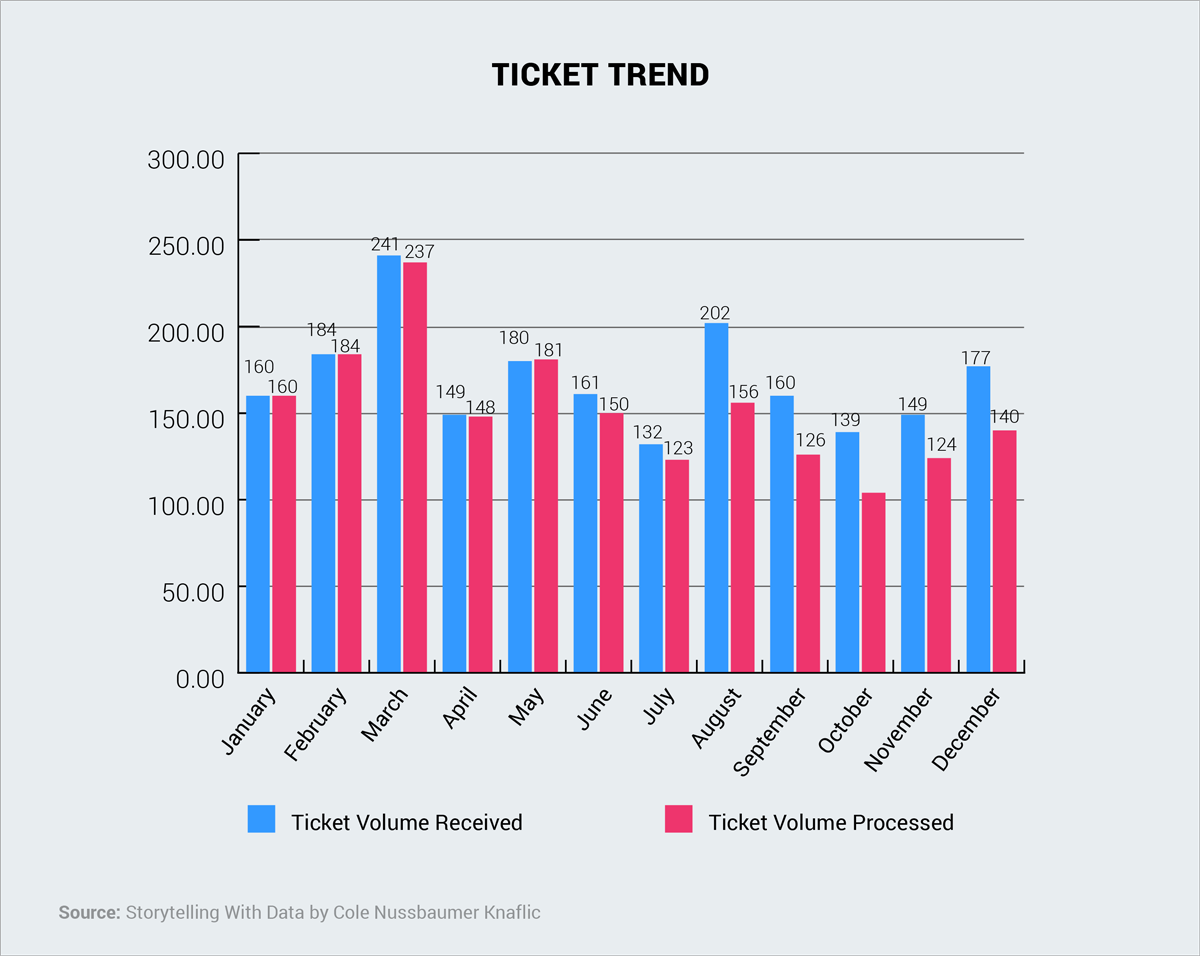 TICKET TREND
300.00
250.00
200.00
150.00
100.00
50.00
0.00
160
160
184
184
241
237
149
148
180
181
161
150
132
123
202
156
160
126
139
149
124
177
140
January
February
March
April
May
June
July
August
September
October
November
December
Ticket Volume Received
Ticket Volume Processed
Source: Storytelling With Data by Cole Nussbaumer Knaflic